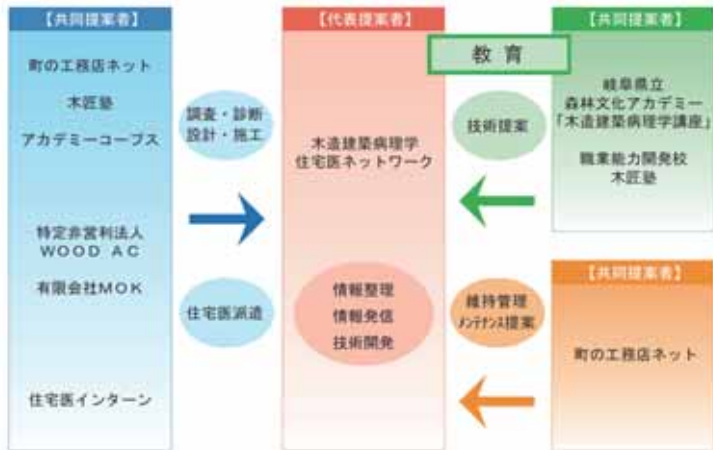 【共同提案者】
町の工務店ネット
木匠塾
アカデミーコープス
特定非営利法人
WOOD AC
有限会社MOK
住宅医インターン
調査・診断
設計・施工
住宅医派遣
【代表提案者】
木造建築病理学
住宅医ネットワーク
情報整理
情報発信
技術開発
教育
技術提案
維持管理
ﾒﾝﾃﾅﾝｽ提案
【共同提案者】
岐阜県立
森林文化アカデミー
「木造建築病理学講座」
職業能力開発校
木匠塾
【共同提案者】
町の工務店ネット